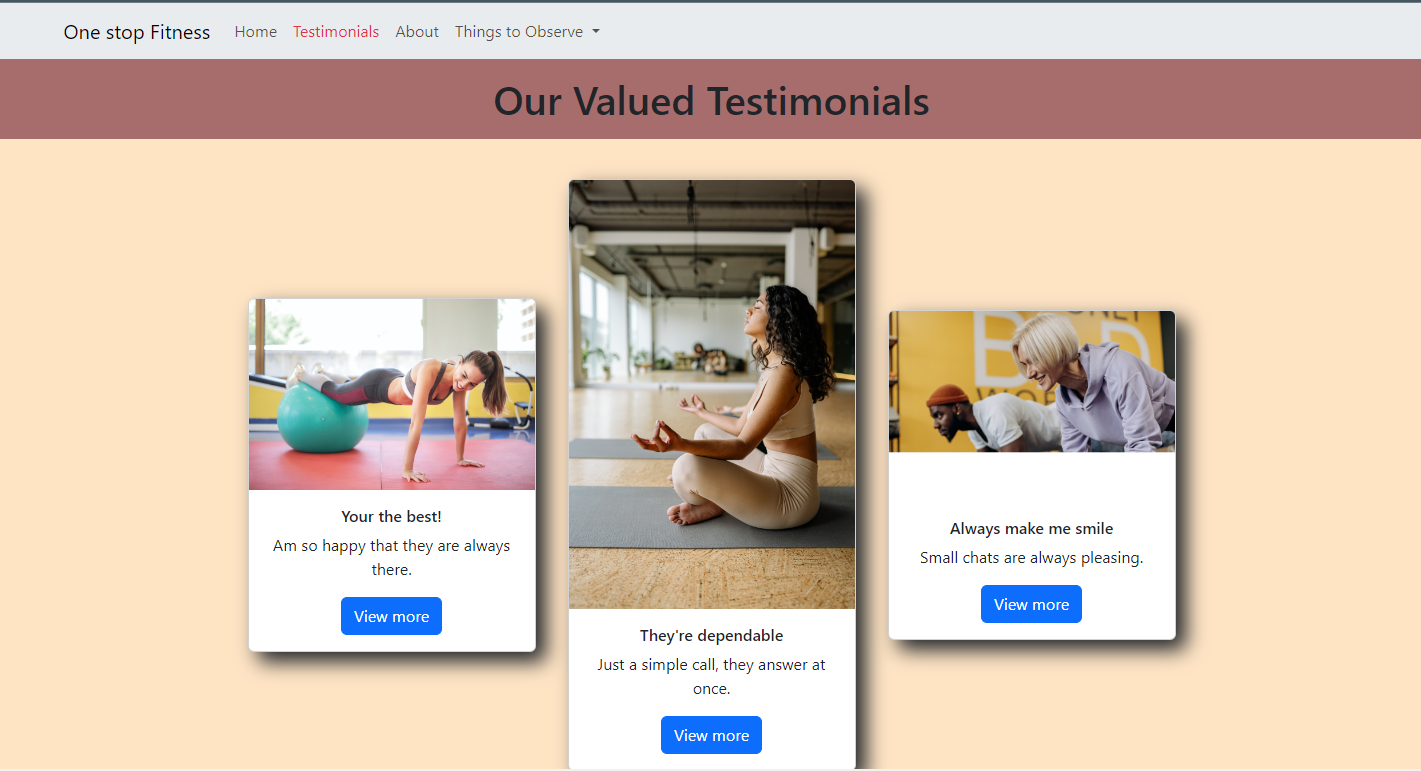 One stop Fitness Home Testimonials About Things to Observe
Our Valued Testimonials
Your the best!
Am so happy that they are always
there.
View more
They're dependable
Just a simple call, they answer at
once.
View more
Always make me smile
Small chats are always pleasing.
View more